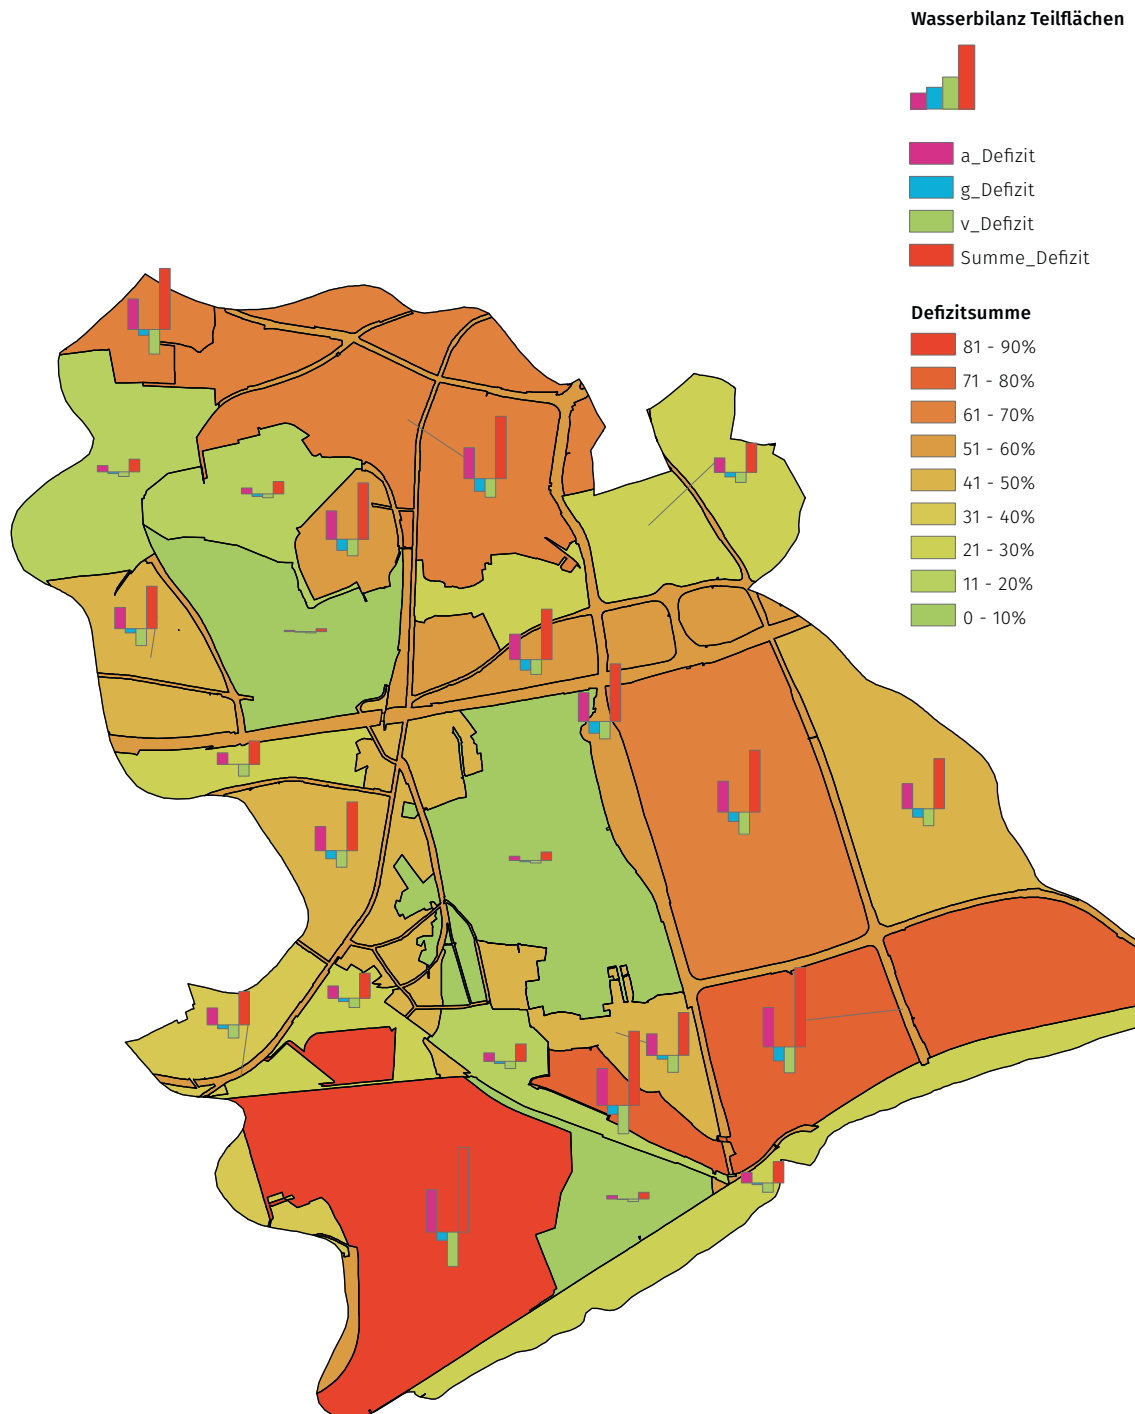 Wasserbilanz Teilflächen
a_Defizit
g_Defizit
v_Defizit
Summe_Defizit
Defizitsumme
81 - 90%
71 - 80%
61 - 70%
51 - 60%
41 - 50%
31 - 40%
21 - 30%
11 - 20%
0 - 10%